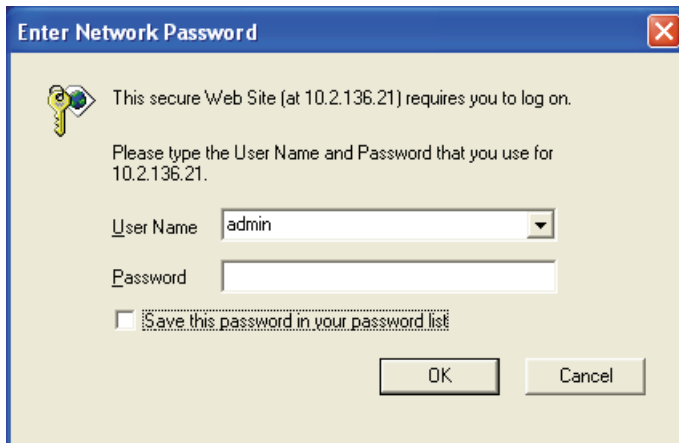 Enter Network Password
This secure Web Site (at 10.2.136.21) requires you to log on.
Please type the User Name and Password that you use for
10.2.136.21.
User Name
admin
Password
Save this password in your password list
OK
Cancel